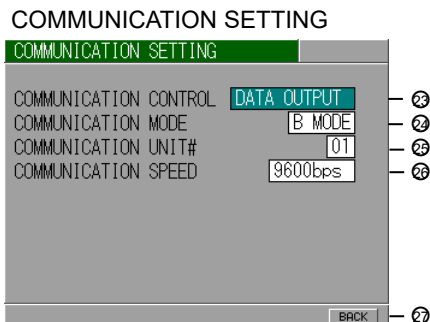 COMMUNICATION SETTING
COMMUNICATION SETTING
COMMUNICATION CONTROL DATA OUTPUT ㉓
COMMUNICATION MODE B MODE ㉔
COMMUNICATION UNIT# 01 ㉕
COMMUNICATION SPEED 9600bps ㉖
BACK ㉗